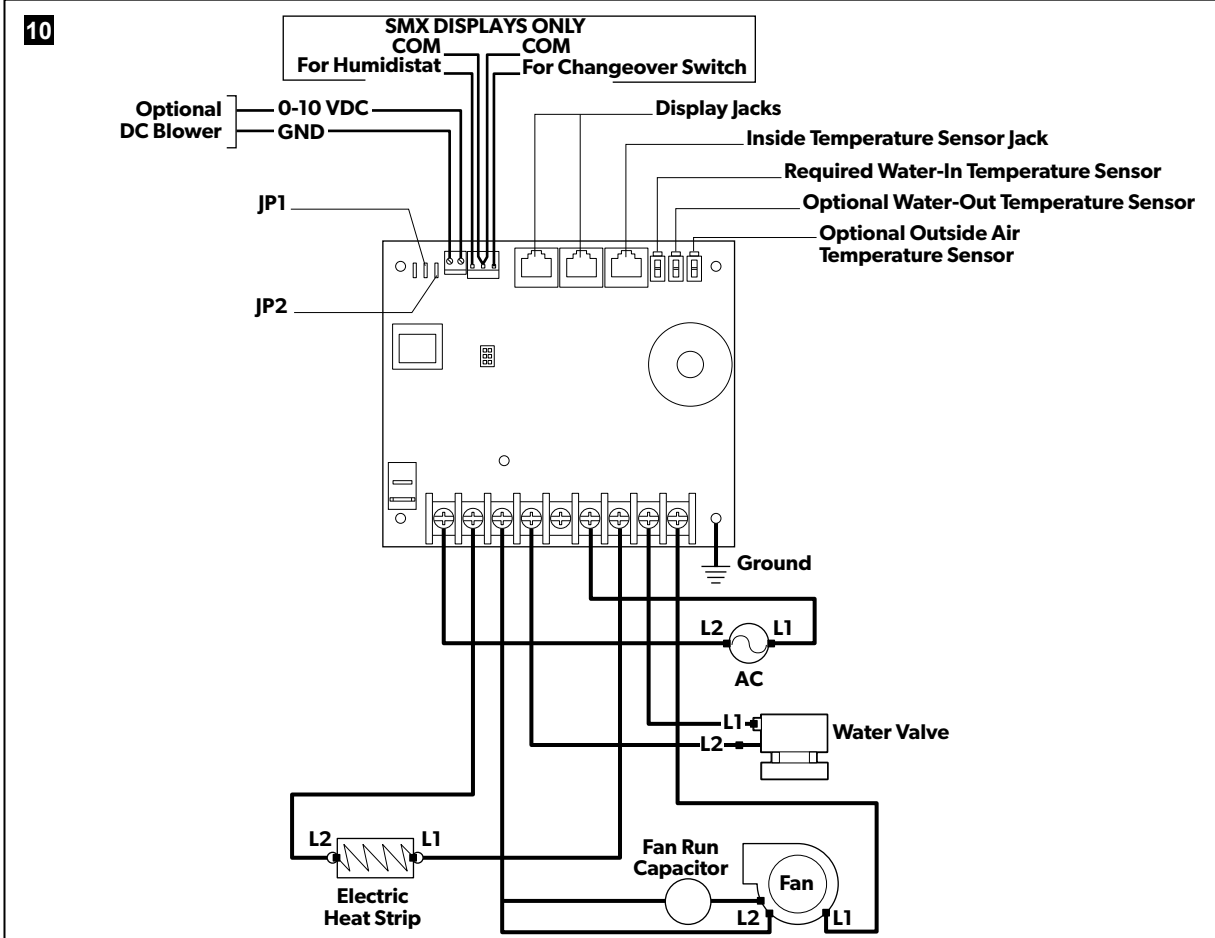 10
SMX DISPLAYS ONLY
COM COM
For Humidistat For Changeover Switch
Optional
DC Blower
0-10 VDC
GND
Display Jacks
Inside Temperature Sensor Jack
Required Water-In Temperature Sensor
Optional Water-Out Temperature Sensor
Optional Outside Air
Temperature Sensor
JP1
JP2
Ground
L2 L1
AC
L1
L2
Water Valve
L2 L1
Electric
Heat Strip
Fan Run
Capacitor
Fan
L2 L1